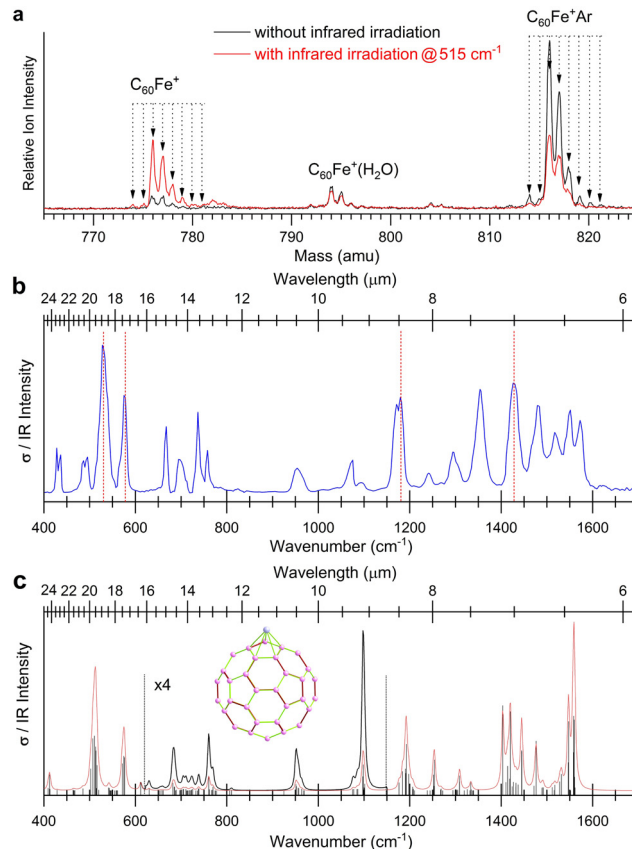 a
without infrared irradiation
with infrared irradiation @ 515 cm⁻¹
C₆₀Fe⁺
C₆₀Fe⁺Ar
C₆₀Fe⁺(H₂O)
Relative Ion Intensity
770 780 790 800 810 820
Mass (amu)
b
Wavelength (μm)
24 22 20 18 16 14 12 10 8 6
σ / IR Intensity
400 600 800 1000 1200 1400 1600
Wavenumber (cm⁻¹)
c
Wavelength (μm)
24 22 20 18 16 14 12 10 8 6
x4
σ / IR Intensity
400 600 800 1000 1200 1400 1600
Wavenumber (cm⁻¹)